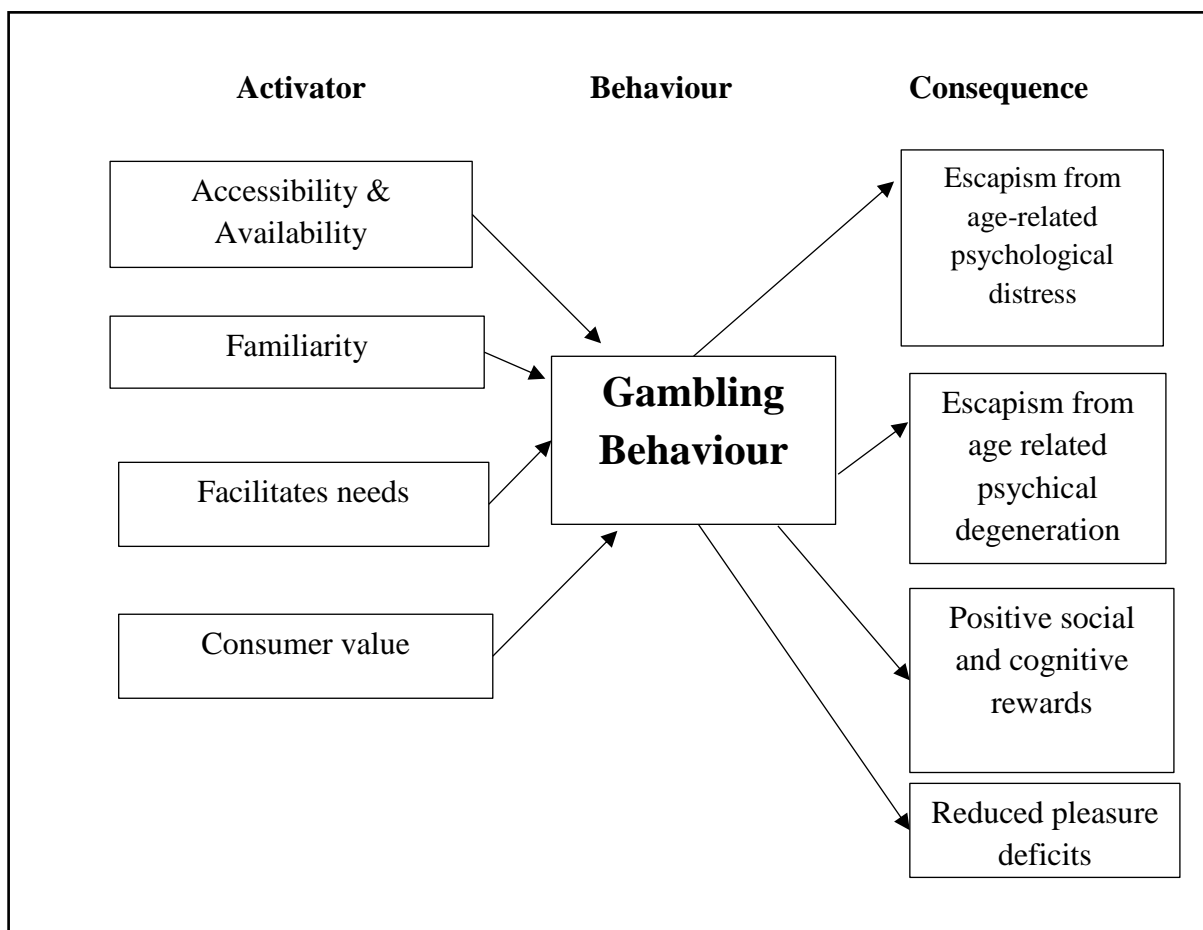 Activator
Behaviour
Consequence
Accessibility &
Availability
Familiarity
Facilitates needs
Consumer value
Gambling
Behaviour
Escapism from
age-related
psychological
distress
Escapism from
age related
psychical
degeneration
Positive social
and cognitive
rewards
Reduced pleasure
deficits